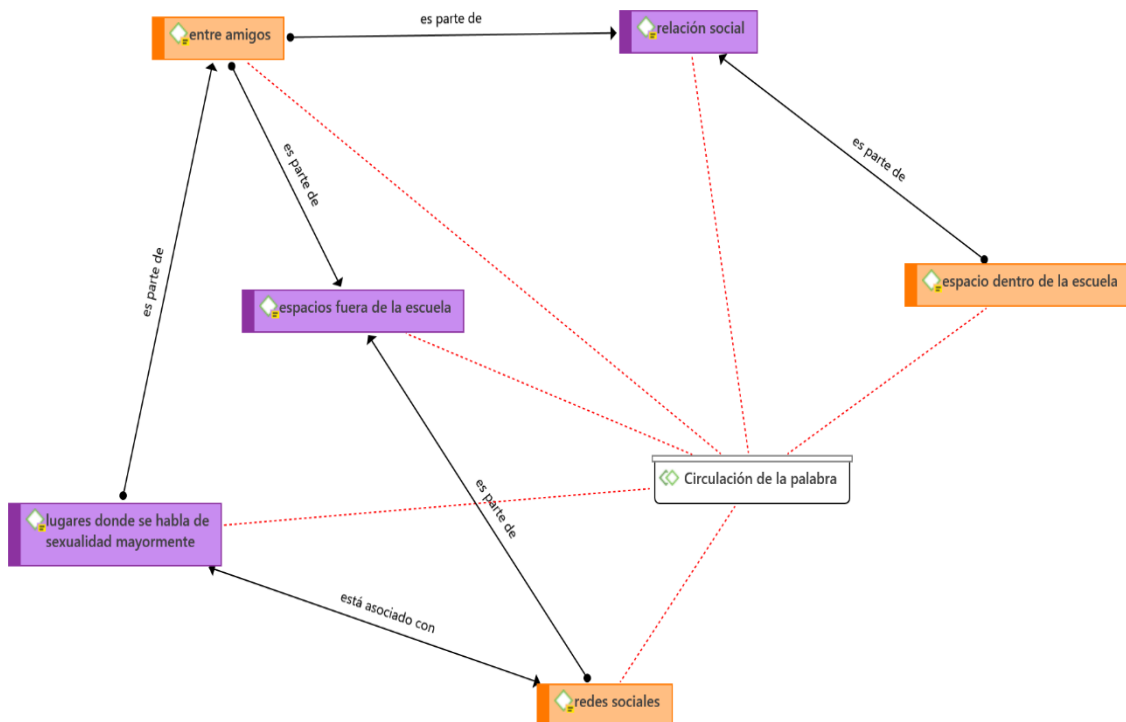 es parte de
entre amigos
relación social
es parte de
es parte de
es parte de
espacio dentro de la escuela
espacios fuera de la escuela
Circulación de la palabra
es parte de
lugares donde se habla de
sexualidad mayormente
está asociado con
redes sociales